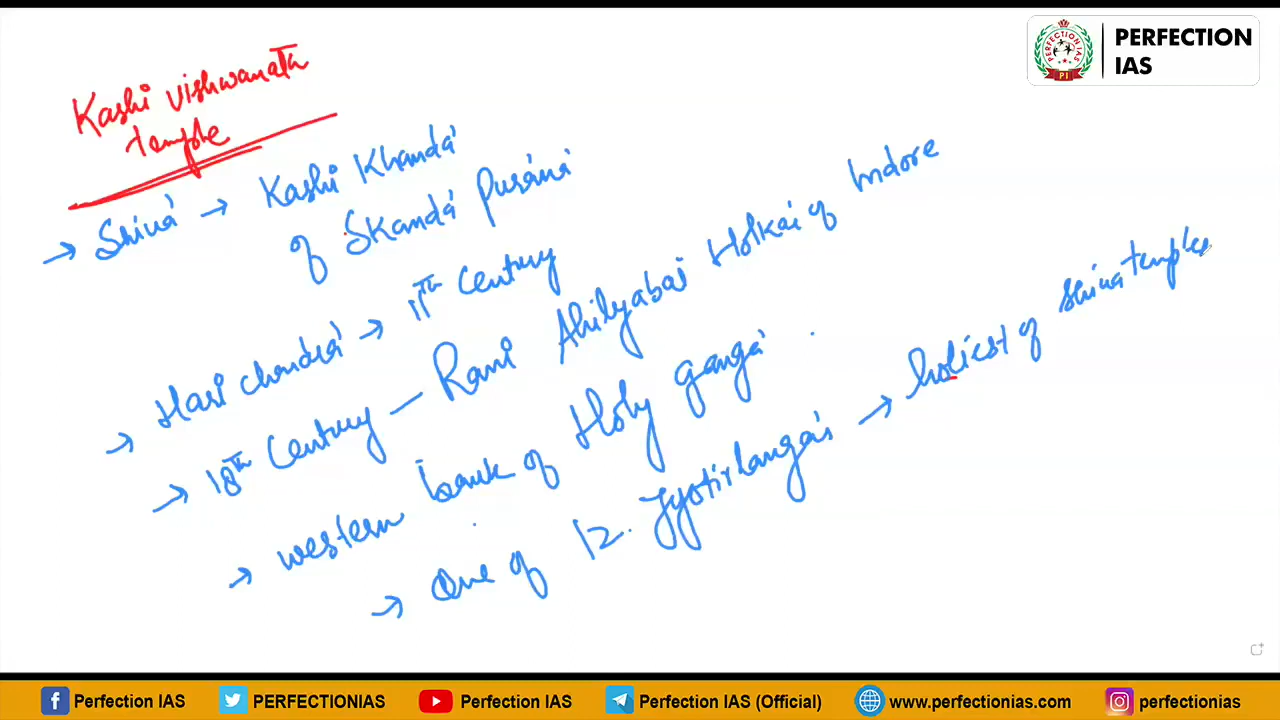 PERFECTION
IAS
Kashi Vishwanath
temple
→ Shiva → Kashi Khanda
of Skanda Purana
→ Hari chandra → 11th Century
→ 18th Century - Rani Ahilyabai Holkar of Indore
→ western bank of Holy ganga
→ One of 12. Jyotirlangas → holiest of Shiva temples
Perfection IAS PERFECTIONIAS Perfection IAS Perfection IAS (Official) www.perfectionias.com perfectionias